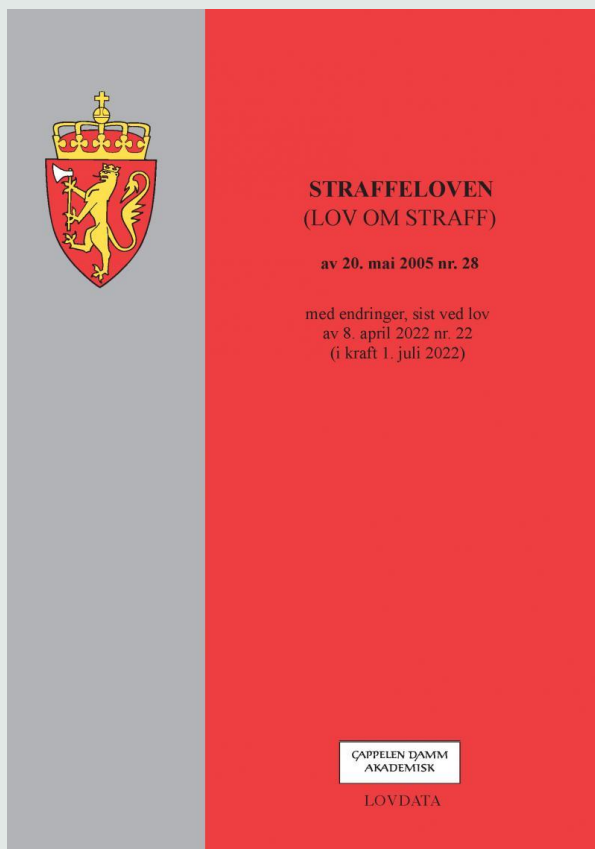 STRAFFELOVEN
(LOV OM STRAFF)
av 20. mai 2005 nr. 28
med endringer, sist ved lov
av 8. april 2022 nr. 22
(i kraft 1. juli 2022)
CAPPELEN DAMM
AKADEMISK
LOVDATA